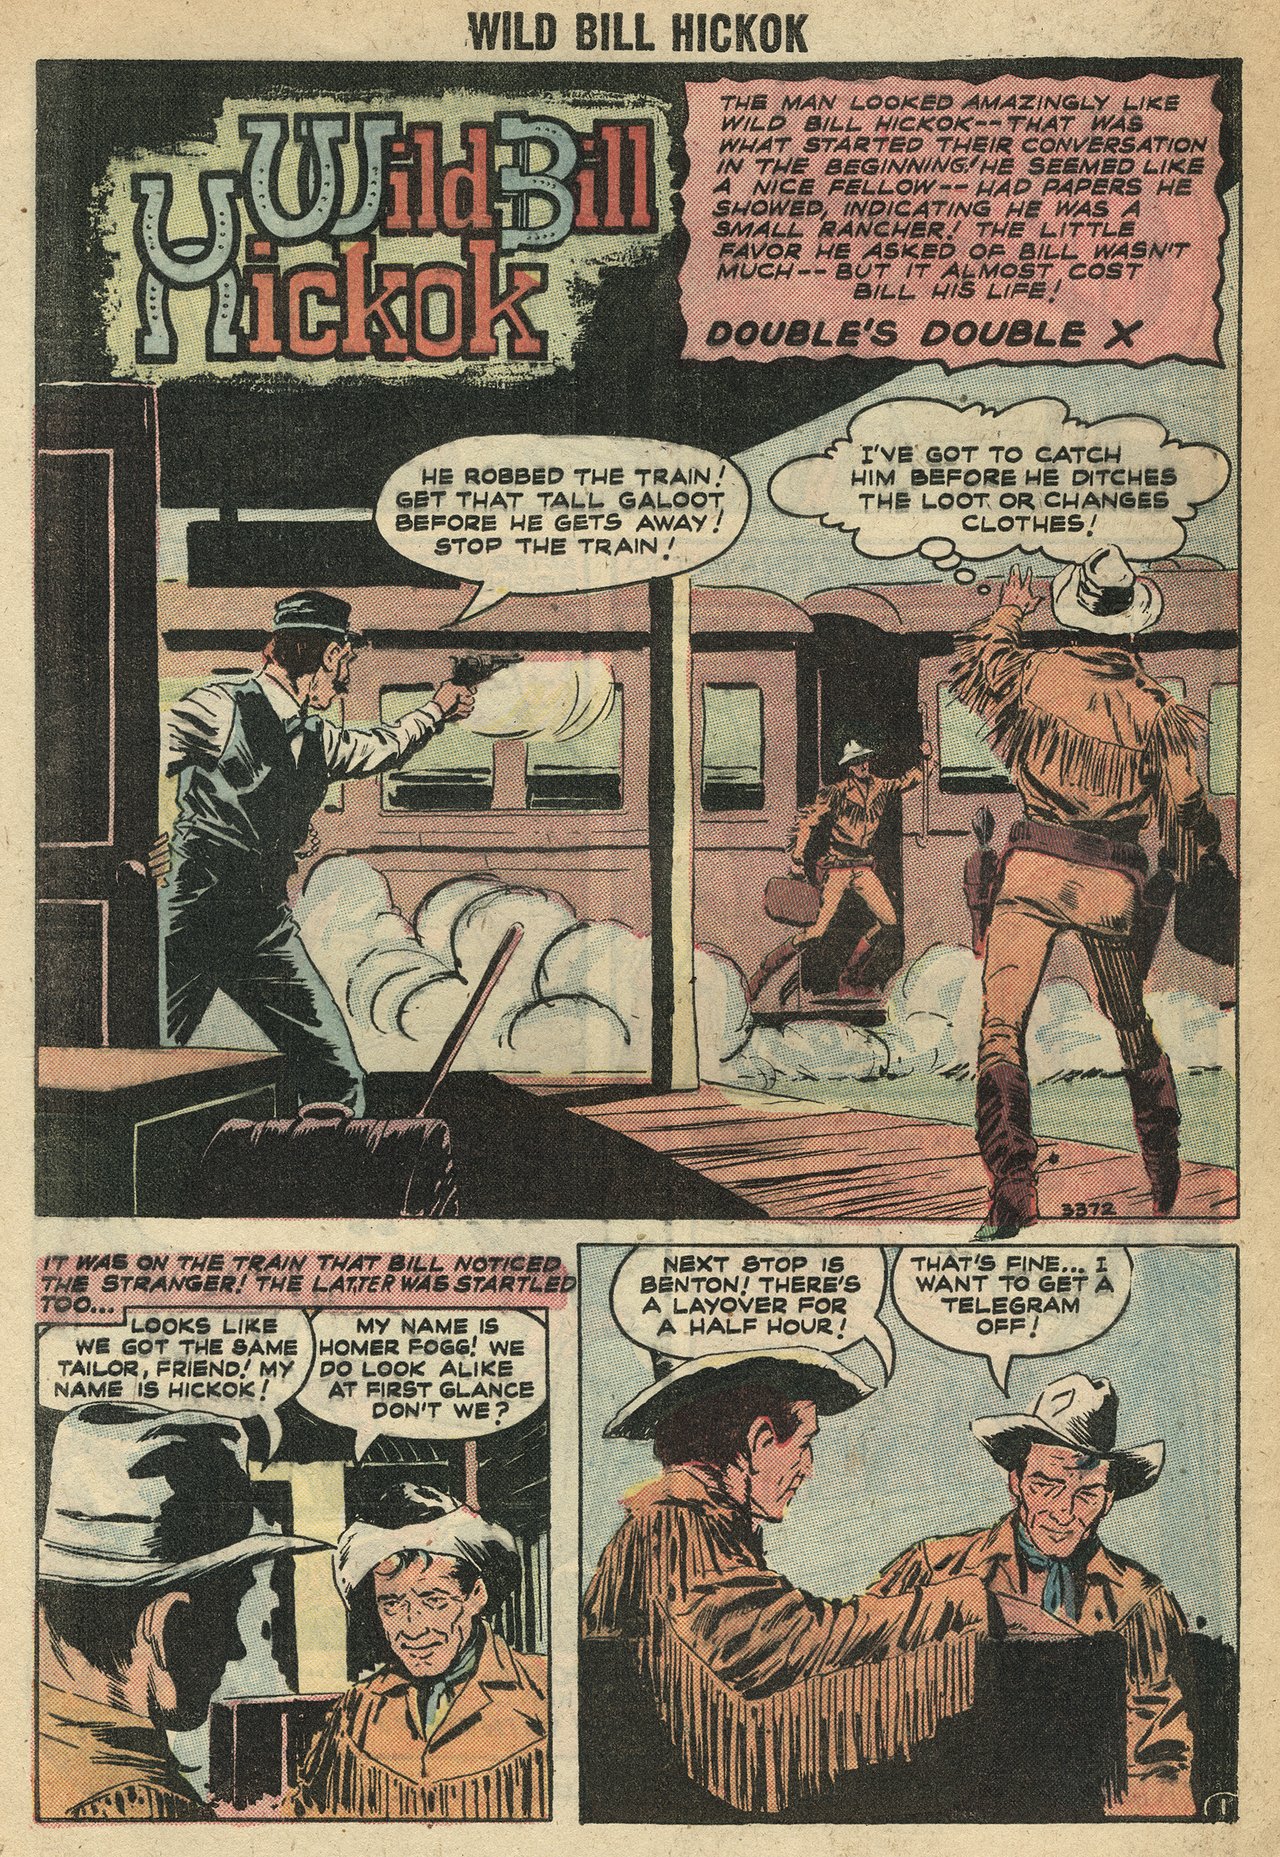 WILD BILL HICKOK
Wild Bill
Hickok
THE MAN LOOKED AMAZINGLY LIKE
WILD BILL HICKOK--THAT WAS
WHAT STARTED THEIR CONVERSATION
IN THE BEGINNING! HE SEEMED LIKE
A NICE FELLOW-- HAD PAPERS HE
SHOWED, INDICATING HE WAS A
SMALL RANCHER! THE LITTLE
FAVOR HE ASKED OF BILL WASN'T
MUCH-- BUT IT ALMOST COST
BILL HIS LIFE!
DOUBLE'S DOUBLE X
HE ROBBED THE TRAIN!
GET THAT TALL GALOOT
BEFORE HE GETS AWAY!
STOP THE TRAIN!
I'VE GOT TO CATCH
HIM BEFORE HE DITCHES
THE LOOT OR CHANGES
CLOTHES!
3372
IT WAS ON THE TRAIN THAT BILL NOTICED
THE STRANGER! THE LATTER WAS STARTLED
TOO...
LOOKS LIKE
WE GOT THE SAME
TAILOR, FRIEND! MY
NAME IS HICKOK!
MY NAME IS
HOMER FOGG! WE
DO LOOK ALIKE
AT FIRST GLANCE
DON'T WE?
NEXT STOP IS
BENTON! THERE'S
A LAYOVER FOR
A HALF HOUR!
THAT'S FINE... I
WANT TO GET A
TELEGRAM
OFF!
1